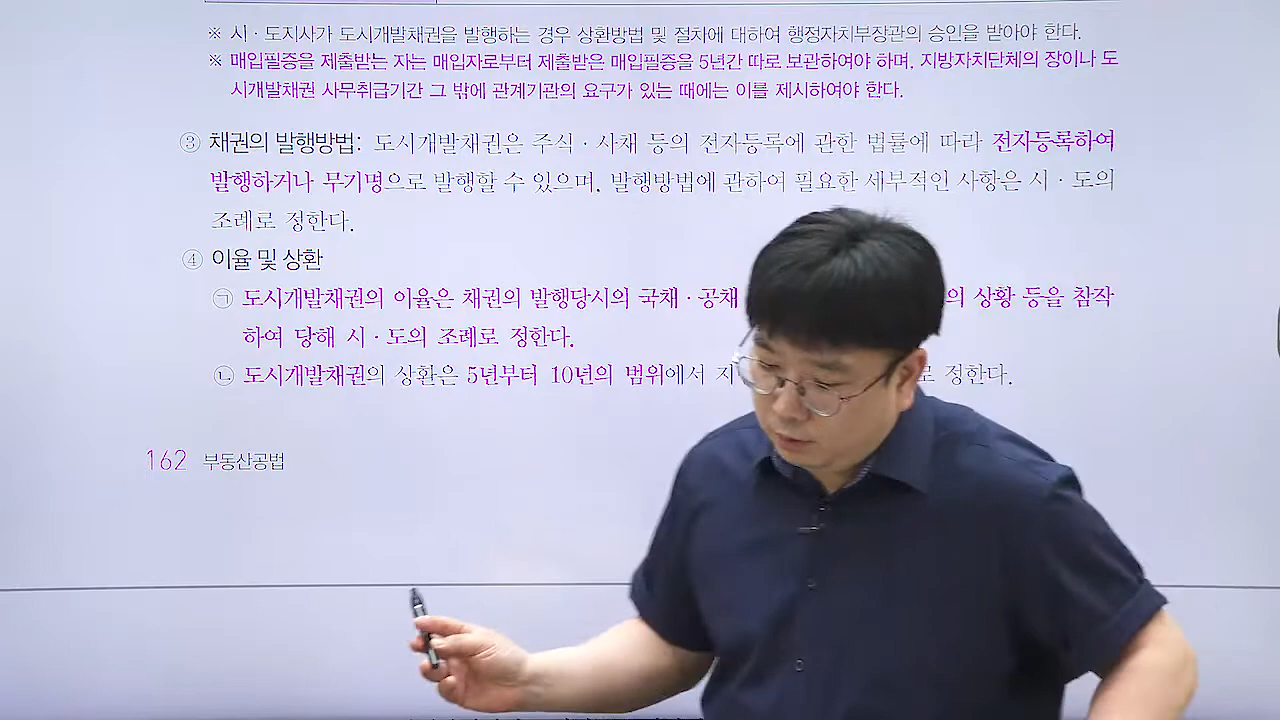 ※ 시·도지사가 도시개발채권을 발행하는 경우 상환방법 및 절차에 대하여 행정자치부장관의 승인을 받아야 한다.
※ 매입필증을 제출받는 자는 매입자로부터 제출받은 매입필증을 5년간 따로 보관하여야 하며, 지방자치단체의 장이나 도
시개발채권 사무취급기관 그 밖에 관계기관의 요구가 있는 때에는 이를 제시하여야 한다.
③ 채권의 발행방법: 도시개발채권은 주식·사채 등의 전자등록에 관한 법률에 따라 전자등록하여
발행하거나 무기명으로 발행할 수 있으며, 발행방법에 관하여 필요한 세부적인 사항은 시·도의
조례로 정한다.
④ 이율 및 상환
㉠ 도시개발채권의 이율은 채권의 발행당시의 국채·공채 의 상황 등을 참작
하여 당해 시·도의 조례로 정한다.
㉡ 도시개발채권의 상환은 5년부터 10년의 범위에서 지 로 정한다.
162 부동산공법